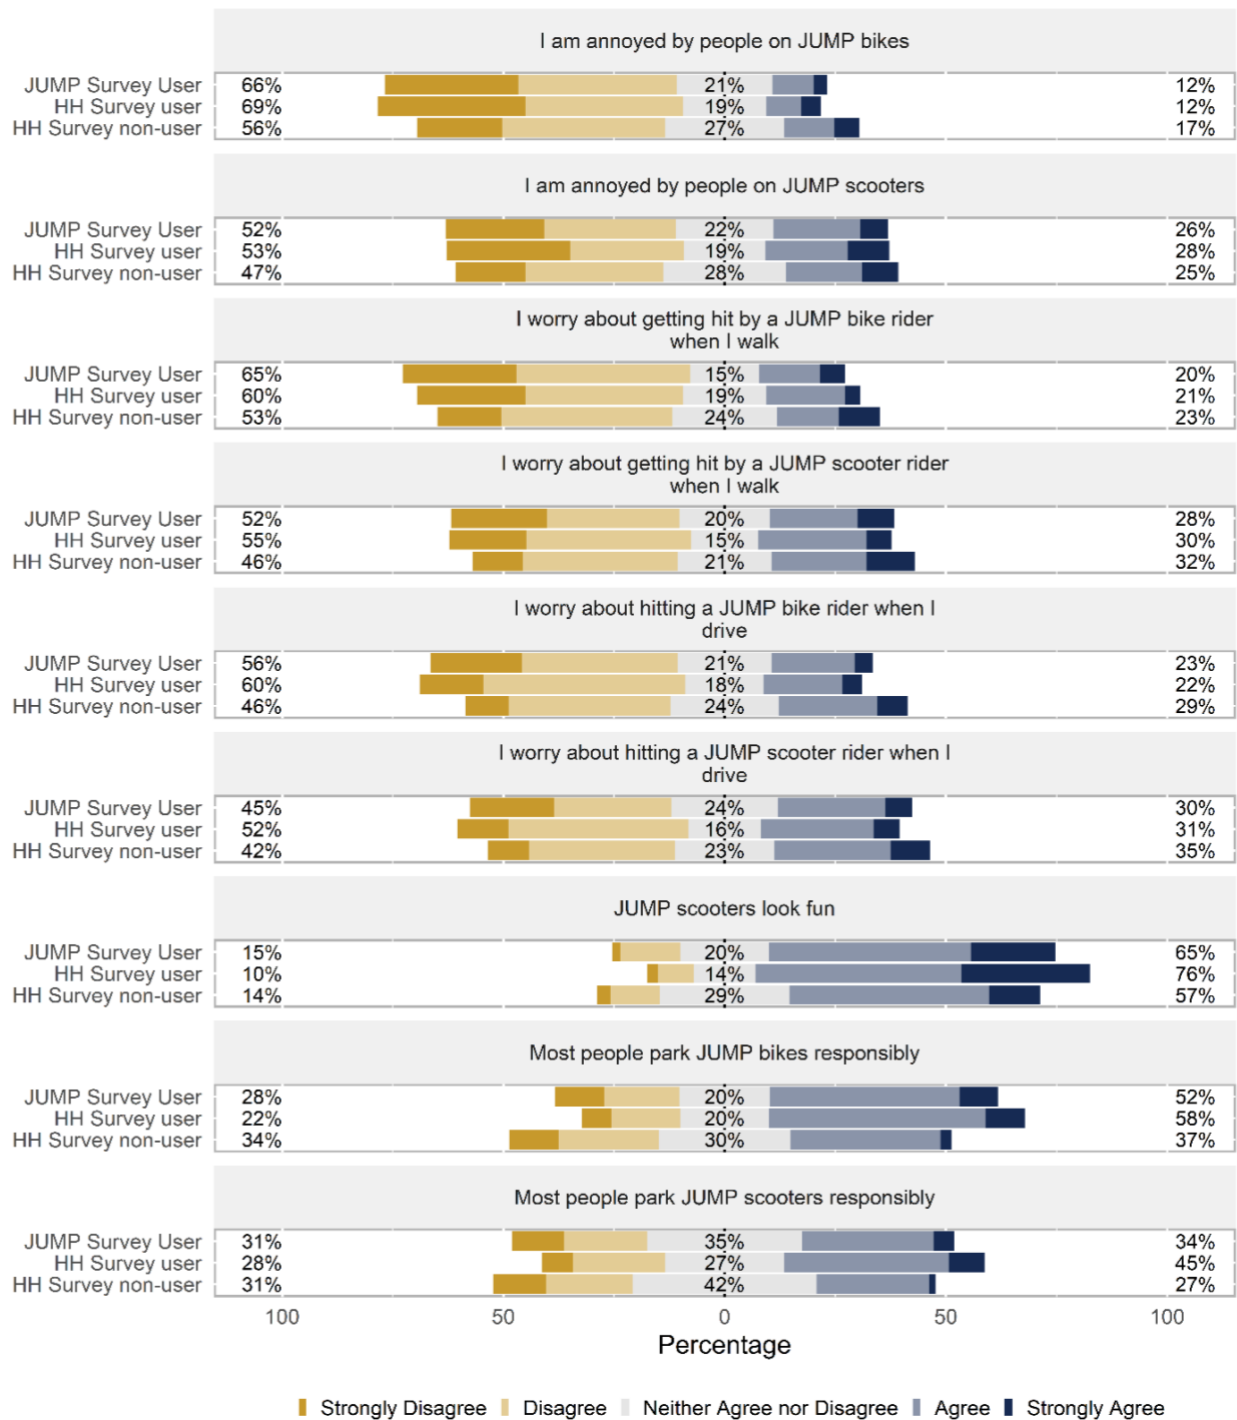 I am annoyed by people on JUMP bikes
JUMP Survey User 66% 21% 12%
HH Survey user 69% 19% 12%
HH Survey non-user 56% 27% 17%
I am annoyed by people on JUMP scooters
JUMP Survey User 52% 22% 26%
HH Survey user 53% 19% 28%
HH Survey non-user 47% 28% 25%
I worry about getting hit by a JUMP bike rider
when I walk
JUMP Survey User 65% 15% 20%
HH Survey user 60% 19% 21%
HH Survey non-user 53% 24% 23%
I worry about getting hit by a JUMP scooter rider
when I walk
JUMP Survey User 52% 20% 28%
HH Survey user 55% 15% 30%
HH Survey non-user 46% 21% 32%
I worry about hitting a JUMP bike rider when I
drive
JUMP Survey User 56% 21% 23%
HH Survey user 60% 18% 22%
HH Survey non-user 46% 24% 29%
I worry about hitting a JUMP scooter rider when I
drive
JUMP Survey User 45% 24% 30%
HH Survey user 52% 16% 31%
HH Survey non-user 42% 23% 35%
JUMP scooters look fun
JUMP Survey User 15% 20% 65%
HH Survey user 10% 14% 76%
HH Survey non-user 14% 29% 57%
Most people park JUMP bikes responsibly
JUMP Survey User 28% 20% 52%
HH Survey user 22% 20% 58%
HH Survey non-user 34% 30% 37%
Most people park JUMP scooters responsibly
JUMP Survey User 31% 35% 34%
HH Survey user 28% 27% 45%
HH Survey non-user 31% 42% 27%
100 50 0 50 100
Percentage
Strongly Disagree Disagree Neither Agree nor Disagree Agree Strongly Agree